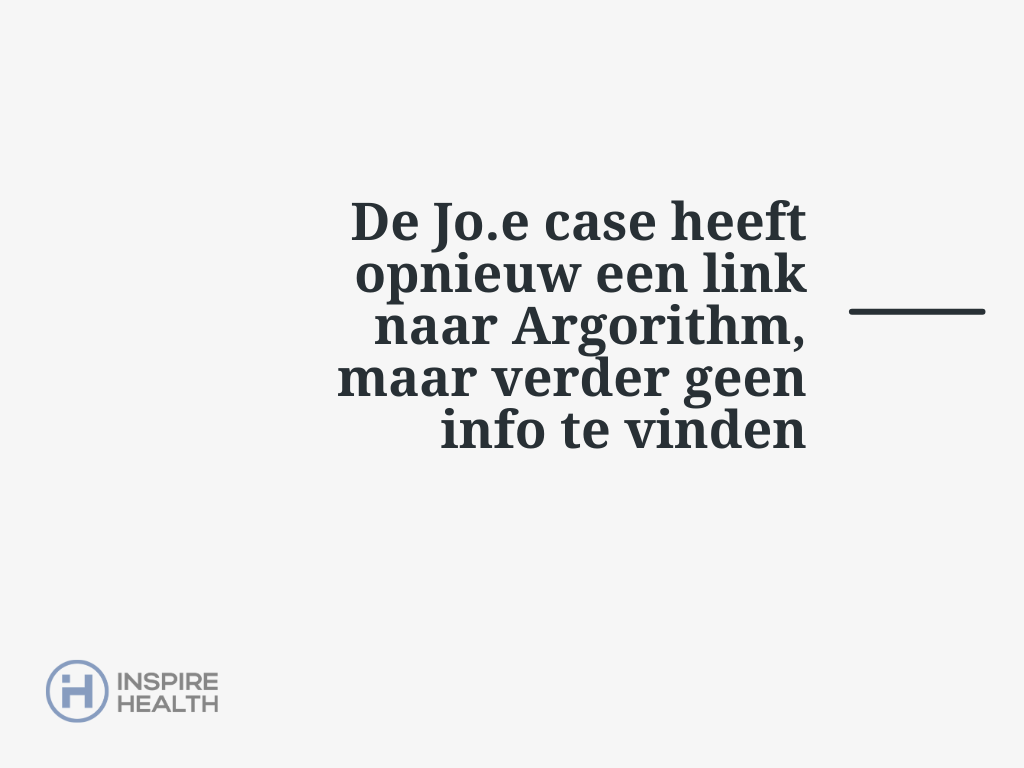 De Jo.e case heeft
opnieuw een link
naar Argorithm,
maar verder geen
info te vinden
INSPIRE
HEALTH